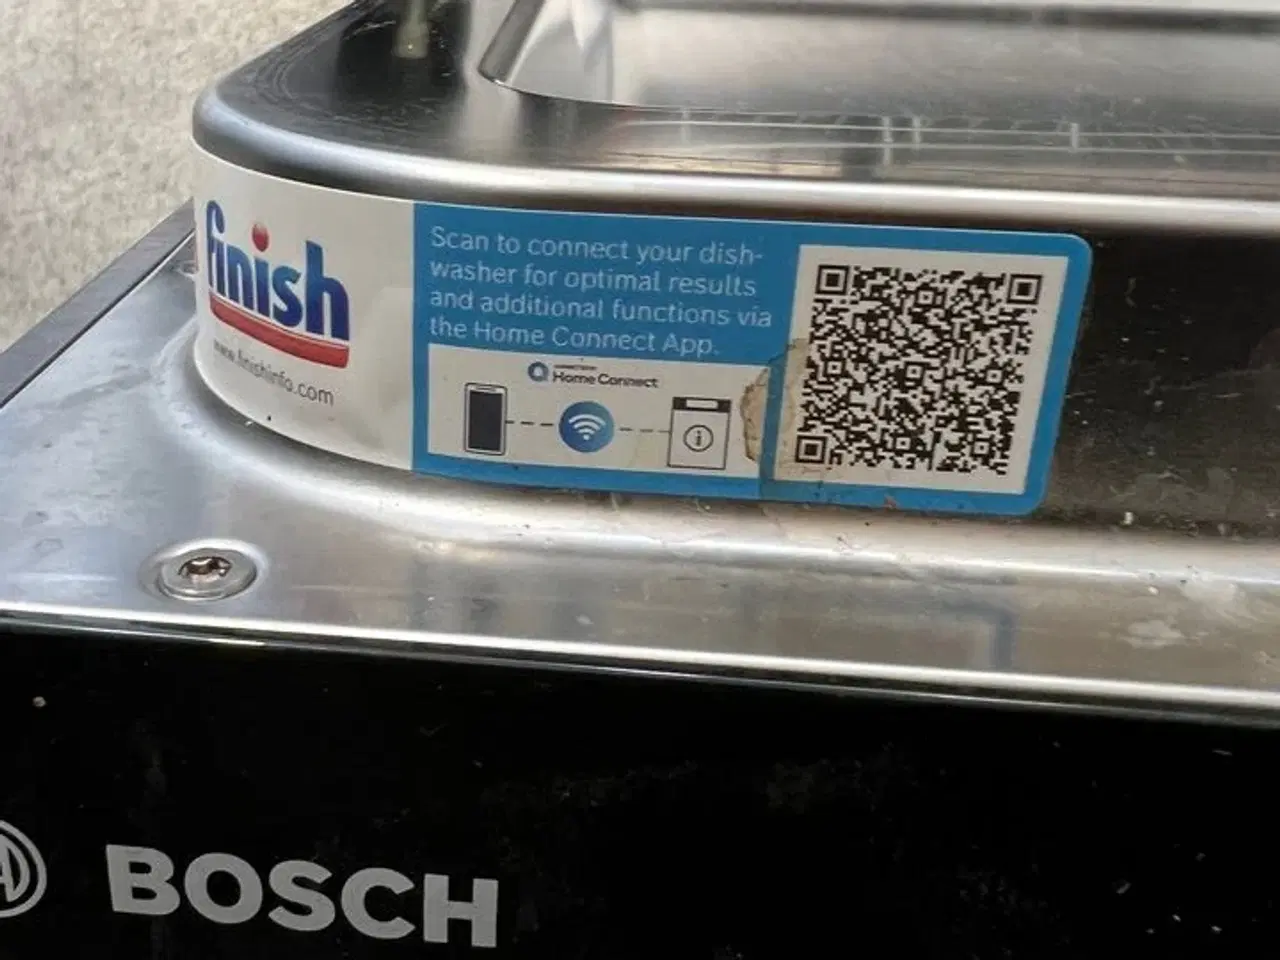 finish
www.finishinfo.com
Scan to connect your dish-
washer for optimal results
and additional functions via
the Home Connect App.
Home Connect
i
BOSCH